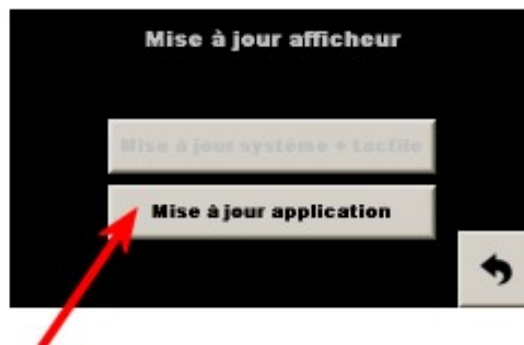 Mise à jour afficheur
Mise à jour système + tactile
Mise à jour application